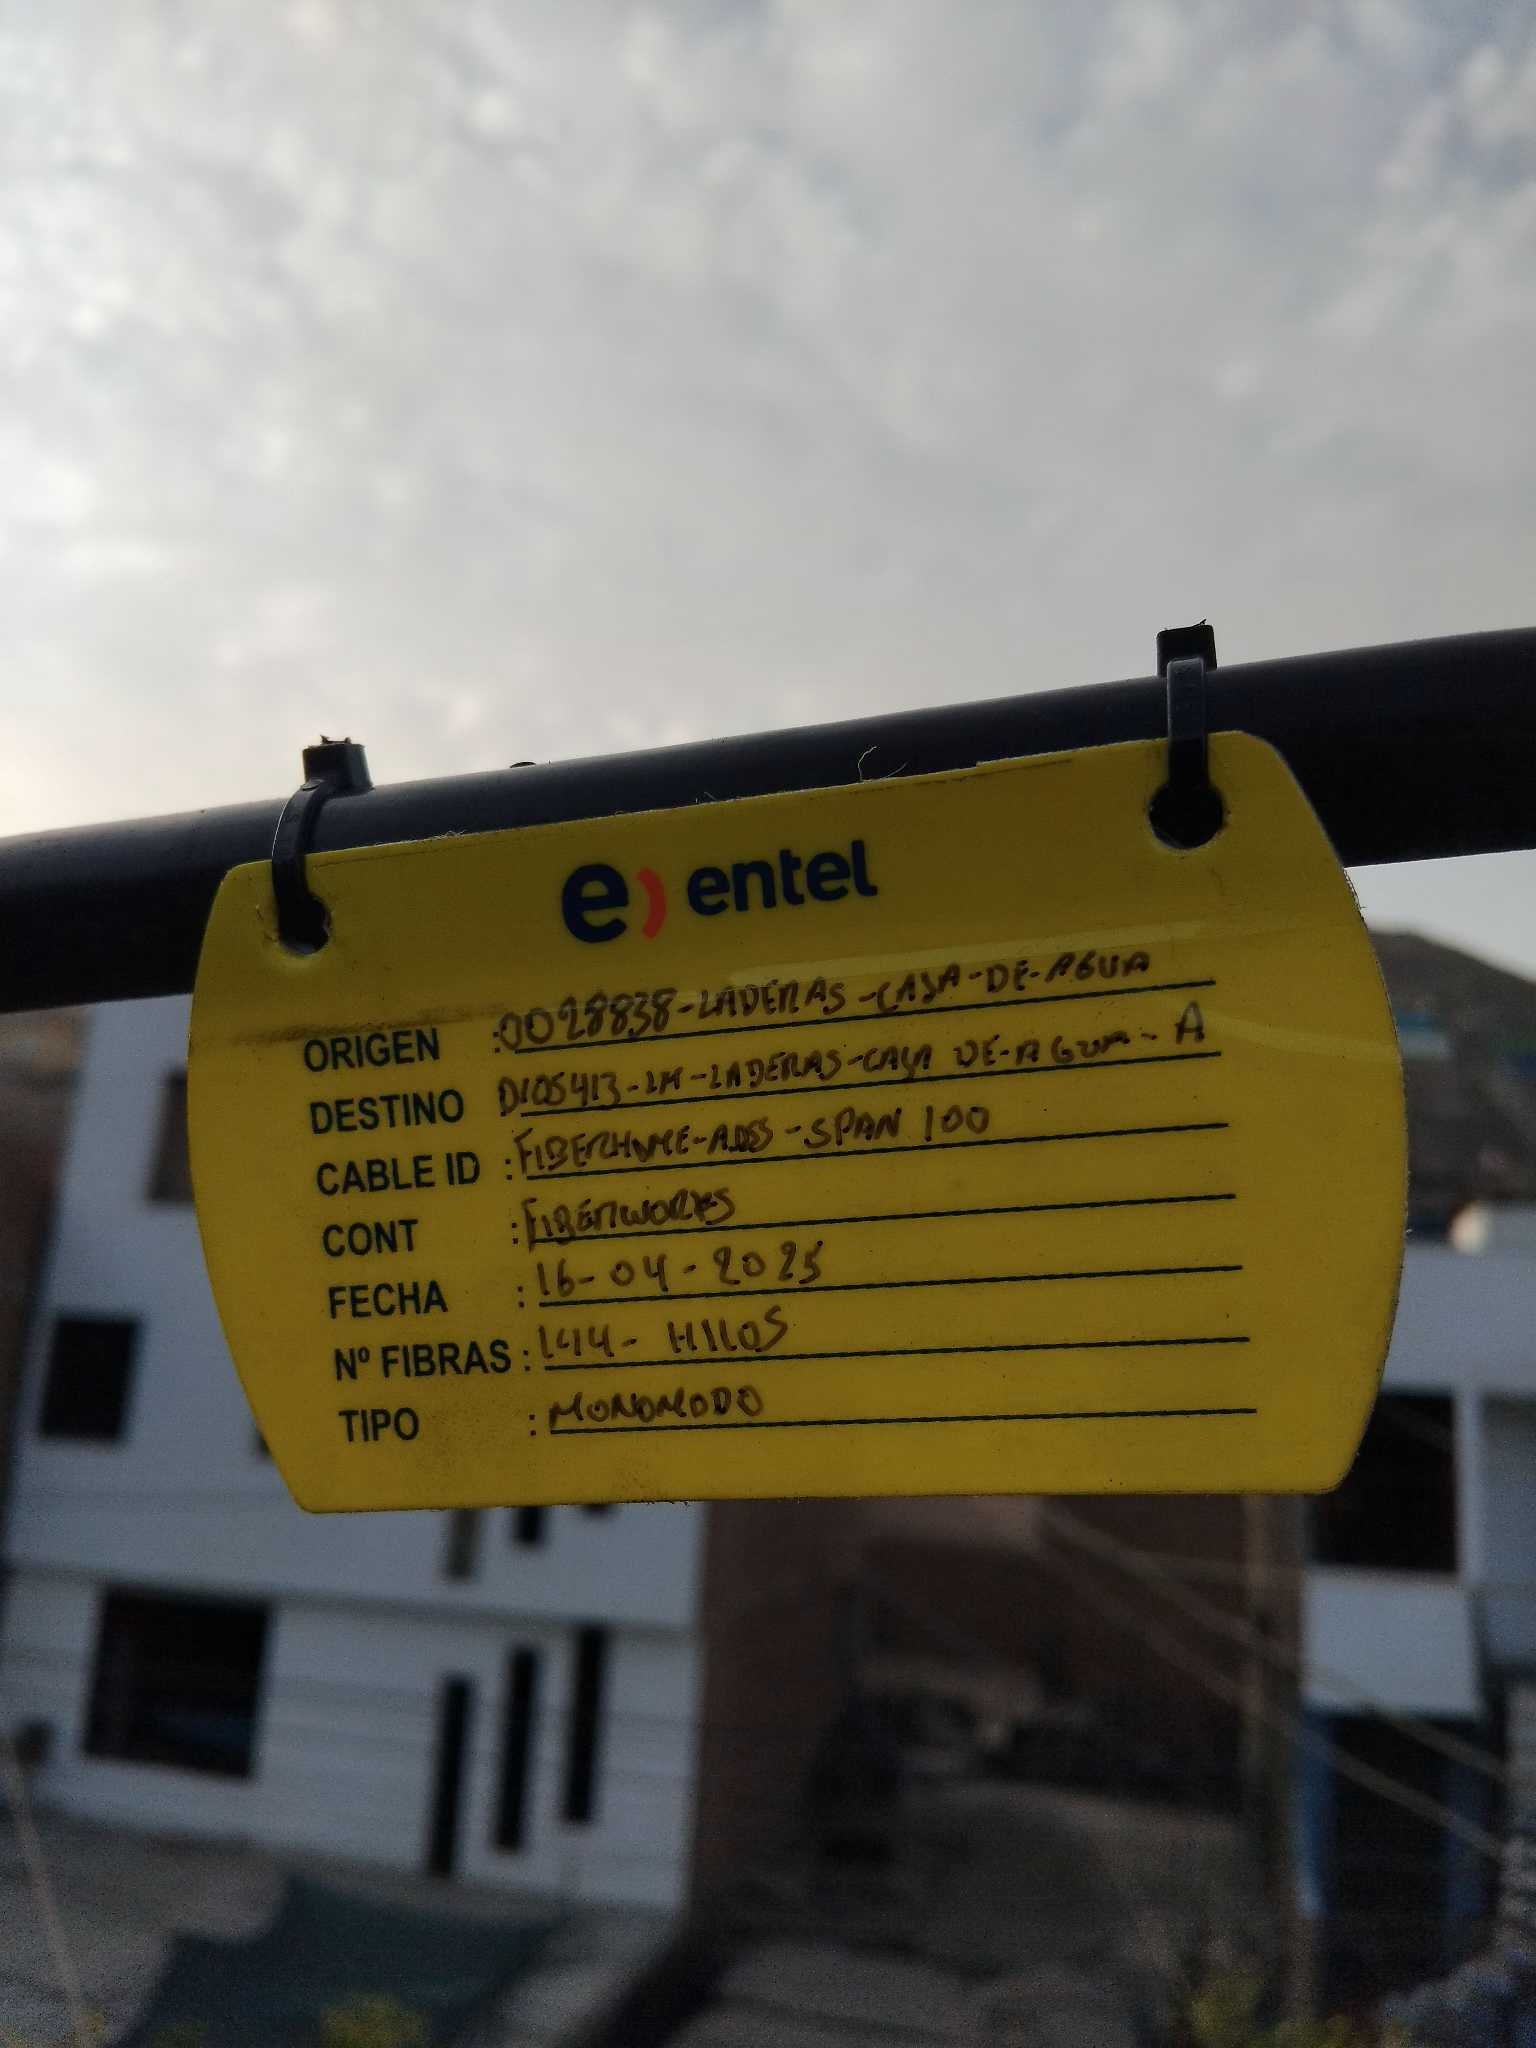 e) entel
ORIGEN : 0028838-LADERAS-CASA-DE-AGUA
DESTINO D105413-LM-LADERAS-CASA DE-AGUA-A
CABLE ID : FIBERHOME-ADSS-SPAN 100
CONT : FIBERWORKS
FECHA : 16-04-2025
Nº FIBRAS : 144- HILOS
TIPO : MONOMODO